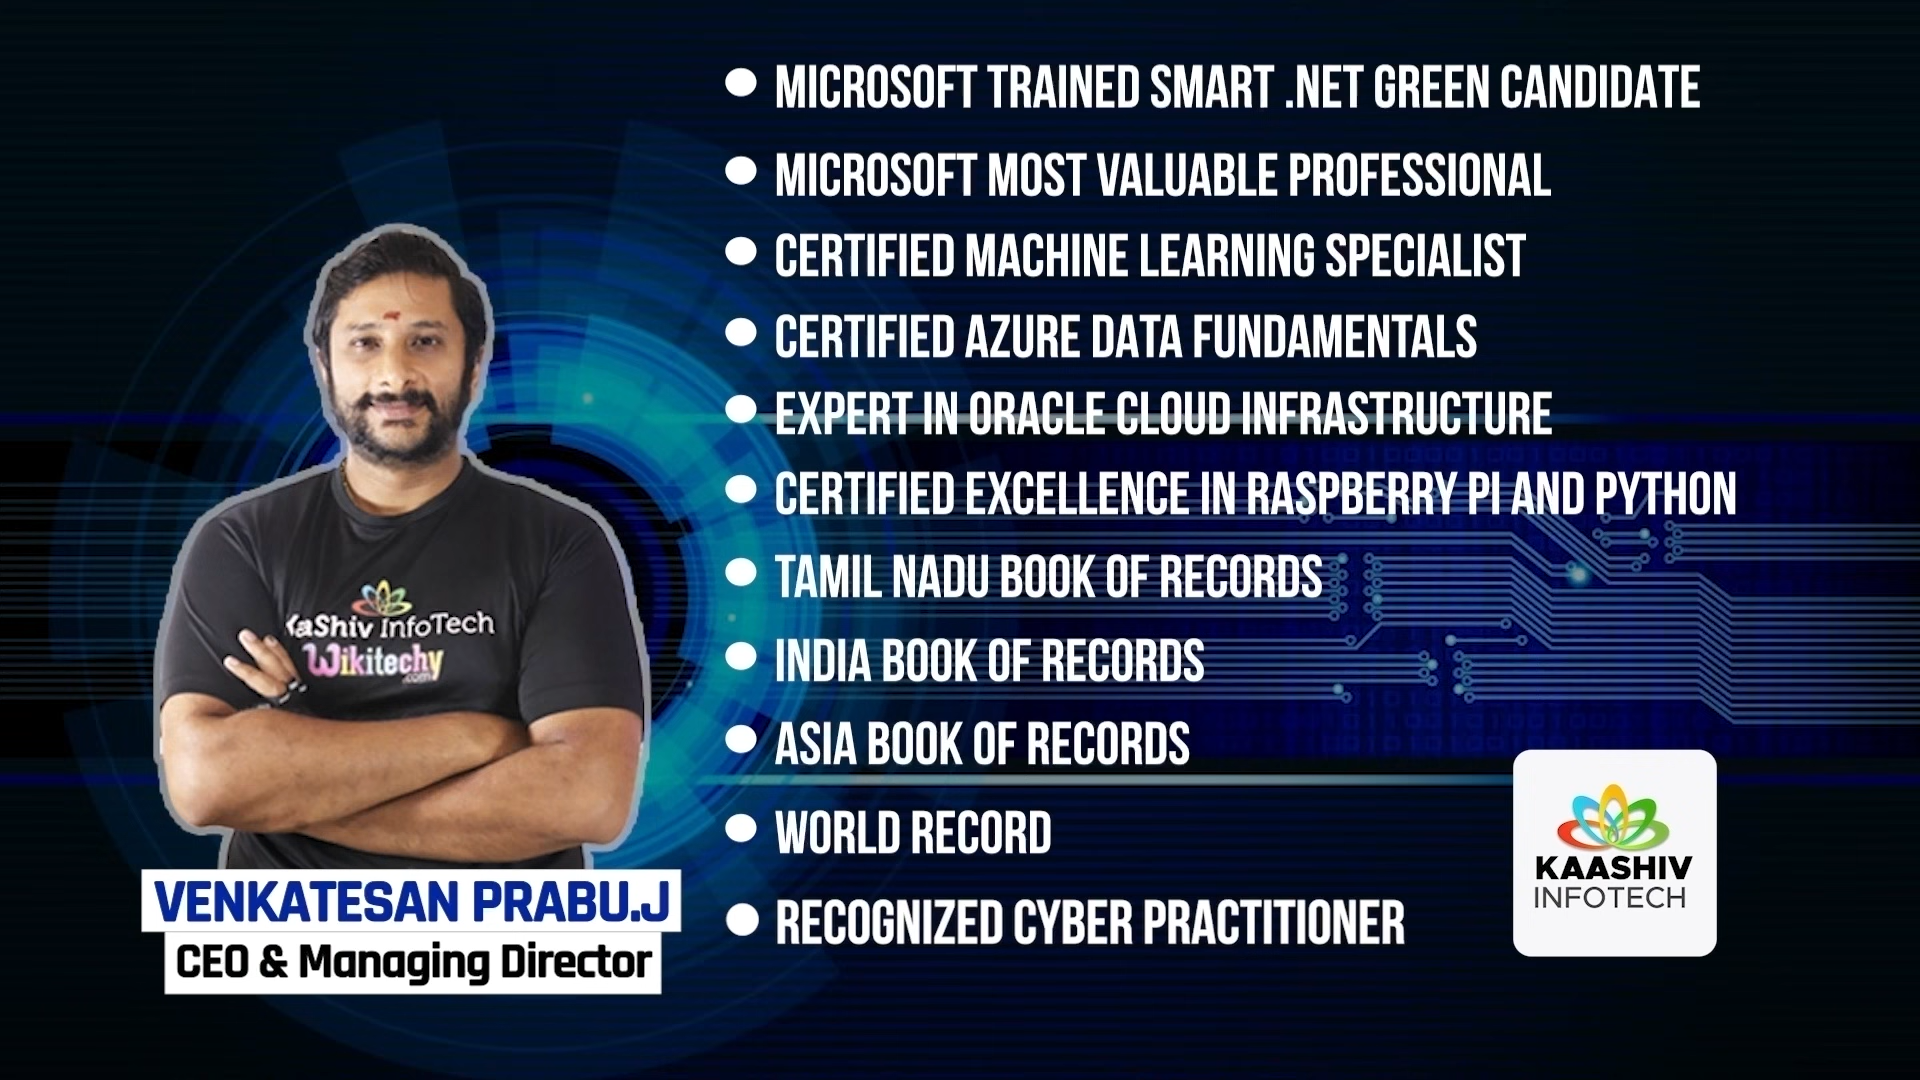 MICROSOFT TRAINED SMART .NET GREEN CANDIDATE
MICROSOFT MOST VALUABLE PROFESSIONAL
CERTIFIED MACHINE LEARNING SPECIALIST
CERTIFIED AZURE DATA FUNDAMENTALS
EXPERT IN ORACLE CLOUD INFRASTRUCTURE
CERTIFIED EXCELLENCE IN RASPBERRY PI AND PYTHON
TAMIL NADU BOOK OF RECORDS
INDIA BOOK OF RECORDS
ASIA BOOK OF RECORDS
WORLD RECORD
RECOGNIZED CYBER PRACTITIONER
KaShiv InfoTech
Wikitechy
.com
VENKATESAN PRABU.J
CEO & Managing Director
KAASHIV
INFOTECH